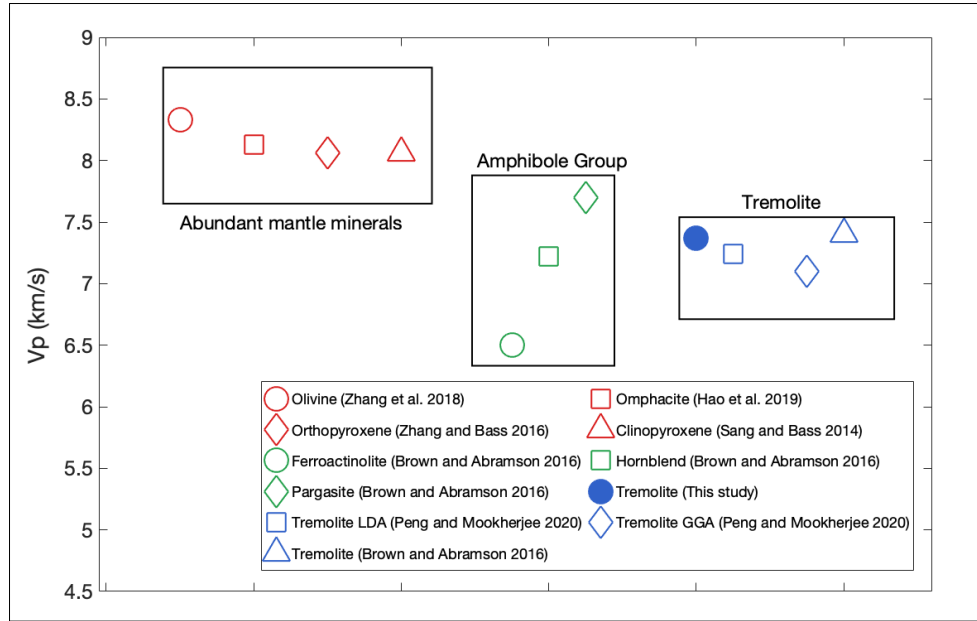 9
8.5
8
7.5
7
6.5
6
5.5
5
4.5
Vp (km/s)
Abundant mantle minerals
Amphibole Group
Tremolite
Olivine (Zhang et al. 2018)
Omphacite (Hao et al. 2019)
Orthopyroxene (Zhang and Bass 2016)
Clinopyroxene (Sang and Bass 2014)
Ferroactinolite (Brown and Abramson 2016)
Hornblend (Brown and Abramson 2016)
Pargasite (Brown and Abramson 2016)
Tremolite (This study)
Tremolite LDA (Peng and Mookherjee 2020)
Tremolite GGA (Peng and Mookherjee 2020)
Tremolite (Brown and Abramson 2016)